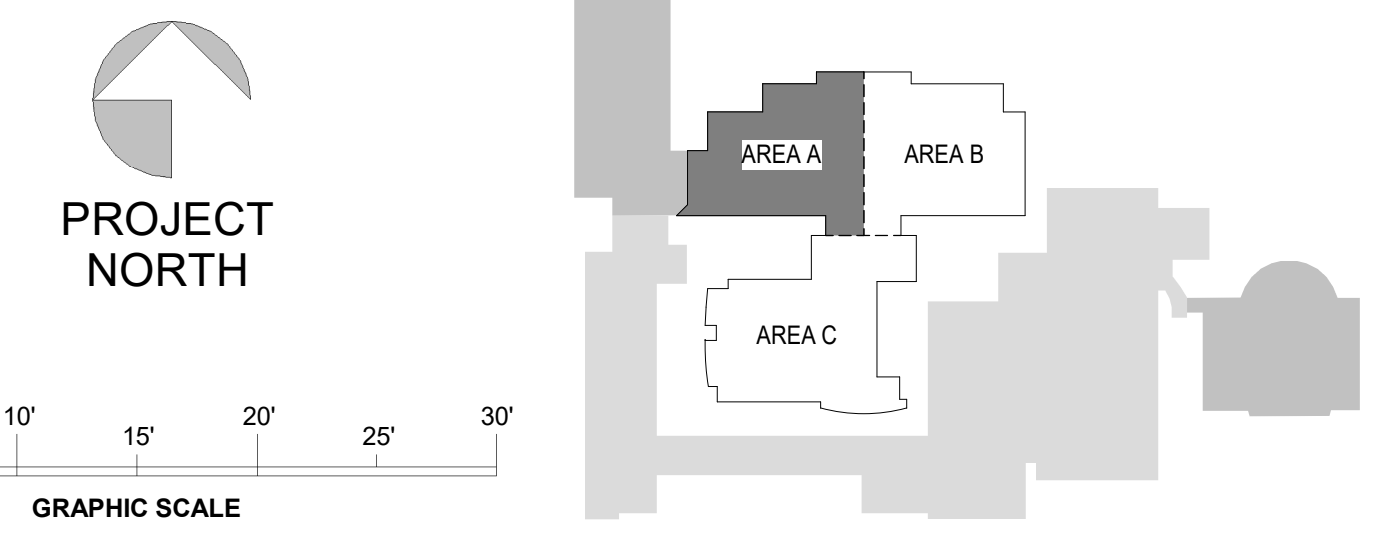 PROJECT
NORTH
10' 15' 20' 25' 30'
GRAPHIC SCALE
AREA A
AREA B
AREA C